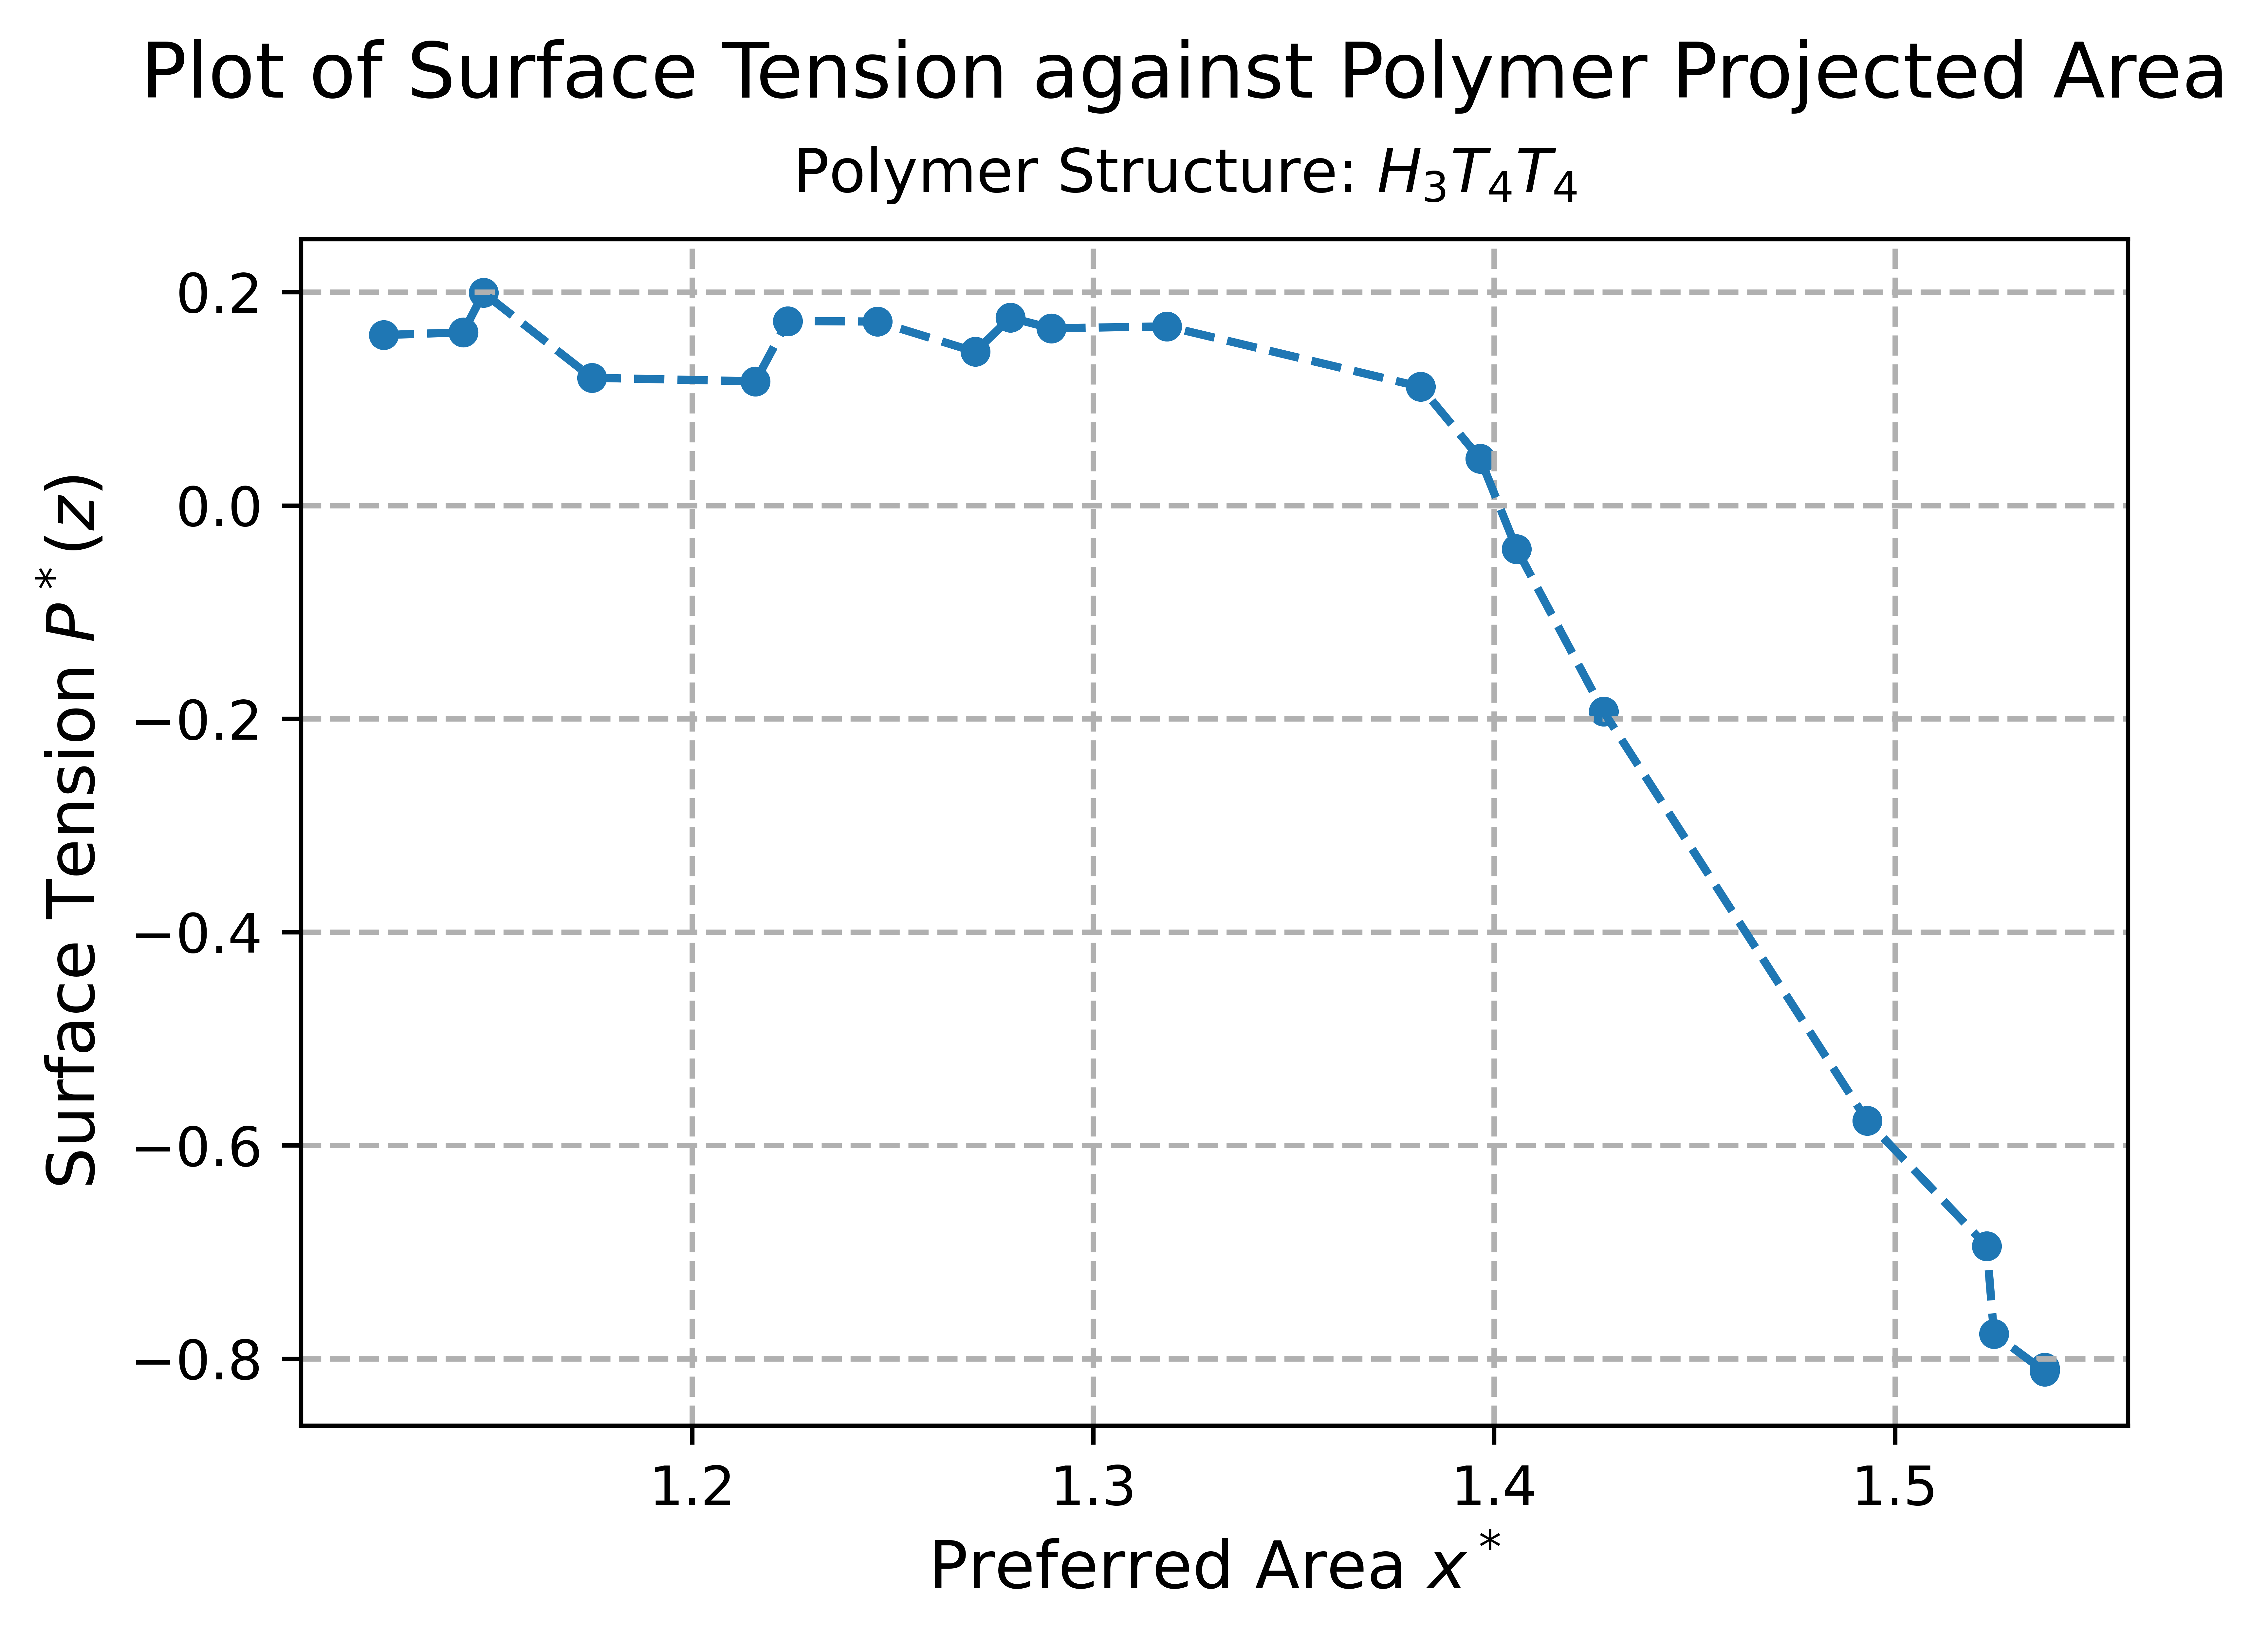 Plot of Surface Tension against Polymer Projected Area
Polymer Structure: H₃T₄T₄
Surface Tension P*(z)
0.2
0.0
−0.2
−0.4
−0.6
−0.8
1.2 1.3 1.4 1.5
Preferred Area x*